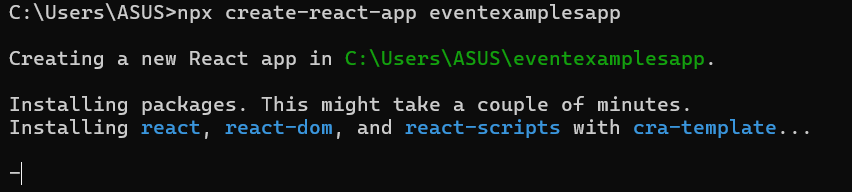 C:\Users\ASUS>npx create-react-app eventexamplesapp
Creating a new React app in C:\Users\ASUS\eventexamplesapp.
Installing packages. This might take a couple of minutes.
Installing react, react-dom, and react-scripts with cra-template...
-